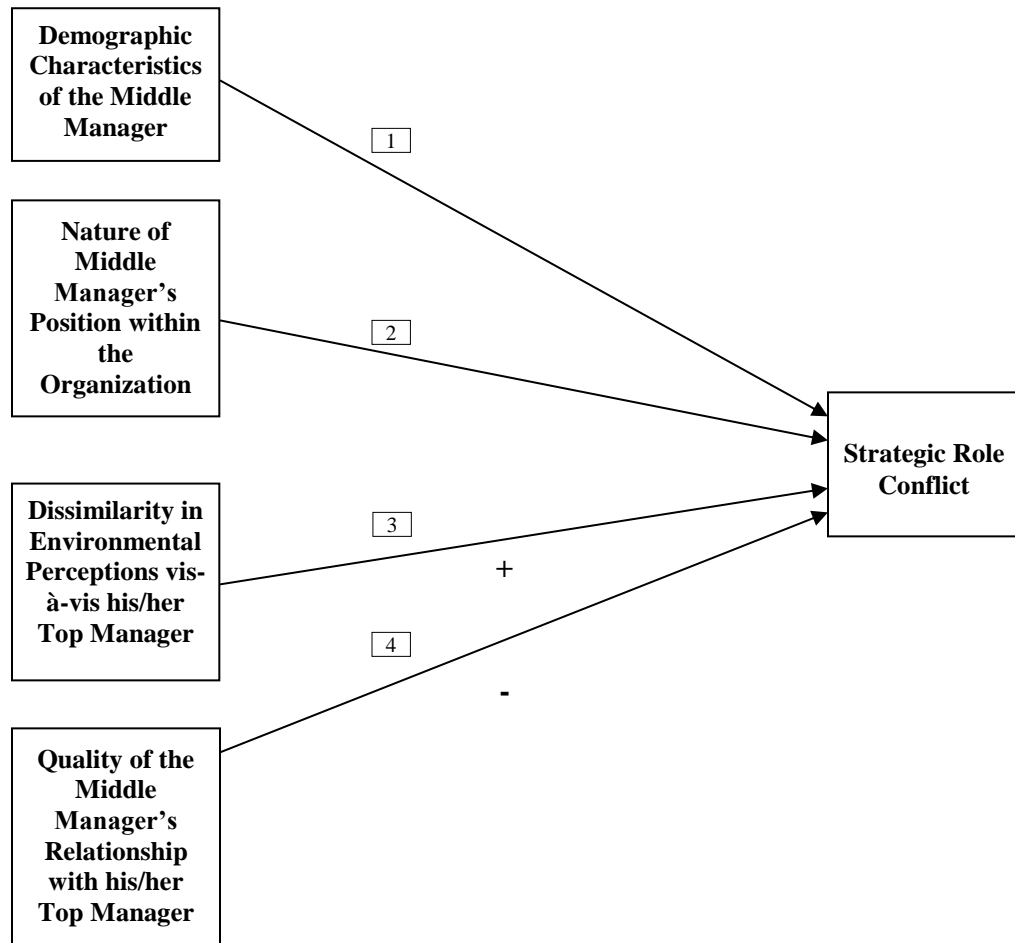 Demographic
Characteristics
of the Middle
Manager
1
Nature of
Middle
Manager’s
Position within
the
Organization
2
Strategic Role
Conflict
Dissimilarity in
Environmental
Perceptions vis-
à-vis his/her
Top Manager
3
+
4
-
Quality of the
Middle
Manager’s
Relationship
with his/her
Top Manager